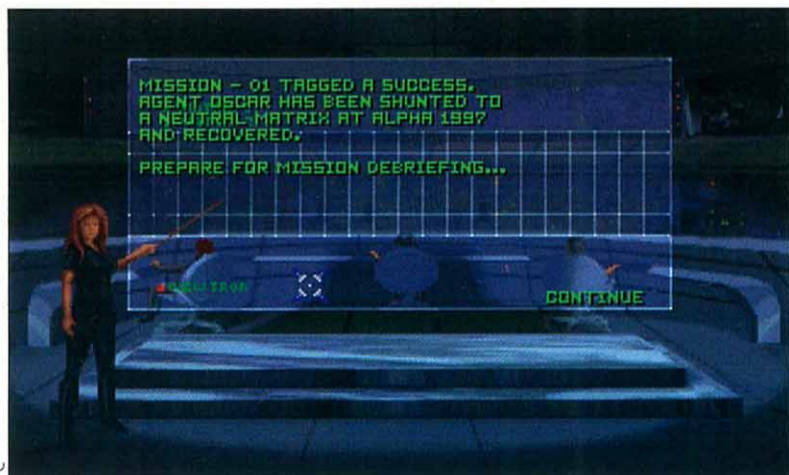 MISSION - 01 TAGGED A SUCCESS.
AGENT OSCAR HAS BEEN SHUNTED TO
A NEUTRAL MATRIX AT ALPHA 1997
AND RECOVERED.
PREPARE FOR MISSION DEBRIEFING...
CONTINUE